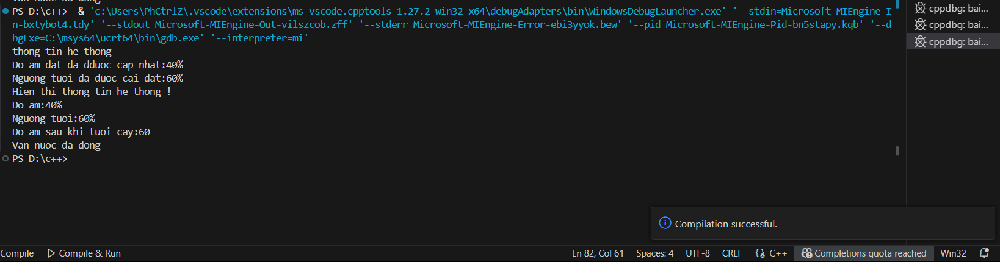 PS D:\c++>  & 'c:\Users\PhCtrlZ\.vscode\extensions\ms-vscode.cpptools-1.27.2-win32-x64\debugAdapters\bin\WindowsDebugLauncher.exe' '--stdin=Microsoft-MIEngine-I
n-bxtybot4.tdy' '--stdout=Microsoft-MIEngine-Out-vilszcob.zff' '--stderr=Microsoft-MIEngine-Error-ebi3yyok.bew' '--pid=Microsoft-MIEngine-Pid-bn5stapy.kqb' '--d
bgExe=C:\msys64\ucrt64\bin\gdb.exe' '--interpreter=mi'
thong tin he thong
Do am dat da dduoc cap nhat:40%
Nguong tuoi da duoc cai dat:60%
Hien thi thong tin he thong !
Do am:40%
Nguong tuoi:60%
Do am sau khi tuoi cay:60
Van nuoc da dong
PS D:\c++>
cppdbg: bai...
cppdbg: bai...
cppdbg: bai...
Compilation successful.
Compile
Compile & Run
Ln 82, Col 61
Spaces: 4
UTF-8
CRLF
C++
Completions quota reached
Win32